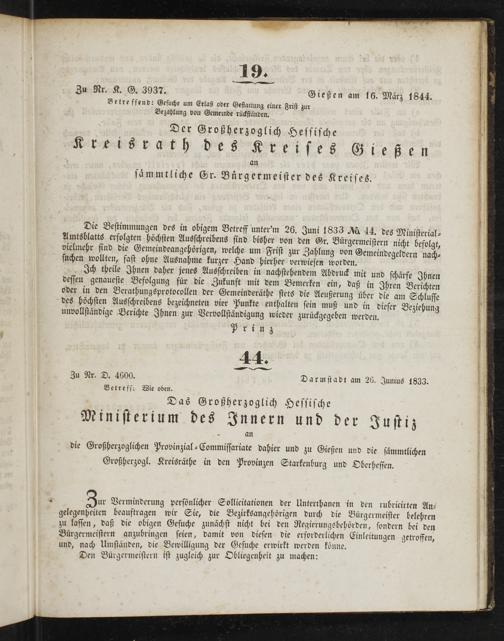 19.
Zu Nr. K. G. 3937.
Gießen am 16. März 1844.
Betreffend: Gesuche um Erlaß oder Gestattung einer Frist zur
Bezahlung von Gemeinde rückständen.
Der Großherzoglich Hessische
Kreisrath des Kreises Gießen
an
sämmtliche Gr. Bürgermeister des Kreises.
Die Bestimmungen des in obigem Betreff unter'm 26. Juni 1833 No. 44. des Ministerial-
Amtsblatts erfolgten höchsten Ausschreibens sind bisher von den Gr. Bürgermeistern nicht befolgt,
vielmehr sind die Gemeindeangehörigen, welche um Frist zur Zahlung von Gemeindegeldern nach-
suchen wollten, fast ohne Ausnahme kurzer Hand hierher verwiesen worden.
Ich theile Ihnen daher jenes Ausschreiben in nachstehendem Abdruck mit und schärfe Ihnen
dessen genaueste Befolgung für die Zukunft mit dem Bemerken ein, daß in Ihren Berichten
oder in den Berathungsprotocollen der Gemeinderäthe stets die Aeußerung über die am Schlusse
des höchsten Ausschreibens bezeichneten vier Punkte enthalten sein muß und in dieser Beziehung
unvollständige Berichte Ihnen zur Vervollständigung wieder zurückgegeben werden.
Prinz
44.
Zu Nr. D. 4600.
Darmstadt am 26. Junius 1833.
Betreff. Wie oben.
Das Großherzoglich Hessische
Ministerium des Innern und der Justiz
an
die Großherzoglichen Provinzial-Commissariate dahier und zu Gießen und die sämmtlichen
Großherzogl. Kreisräthe in den Provinzen Starkenburg und Oberhessen.
Zur Verminderung persönlicher Sollicitationen der Unterthanen in den rubricirten An-
gelegenheiten beauftragen wir Sie, die Bezirksangehörigen durch die Bürgermeister belehren
zu lassen, daß die obigen Gesuche zunächst nicht bei den Regierungsbehörden, sondern bei den
Bürgermeistern anzubringen seien, damit von diesen die erforderlichen Einleitungen getroffen,
und, nach Umständen, die Bewilligung der Gesuche erwirkt werden könne.
Den Bürgermeistern ist zugleich zur Obliegenheit zu machen: